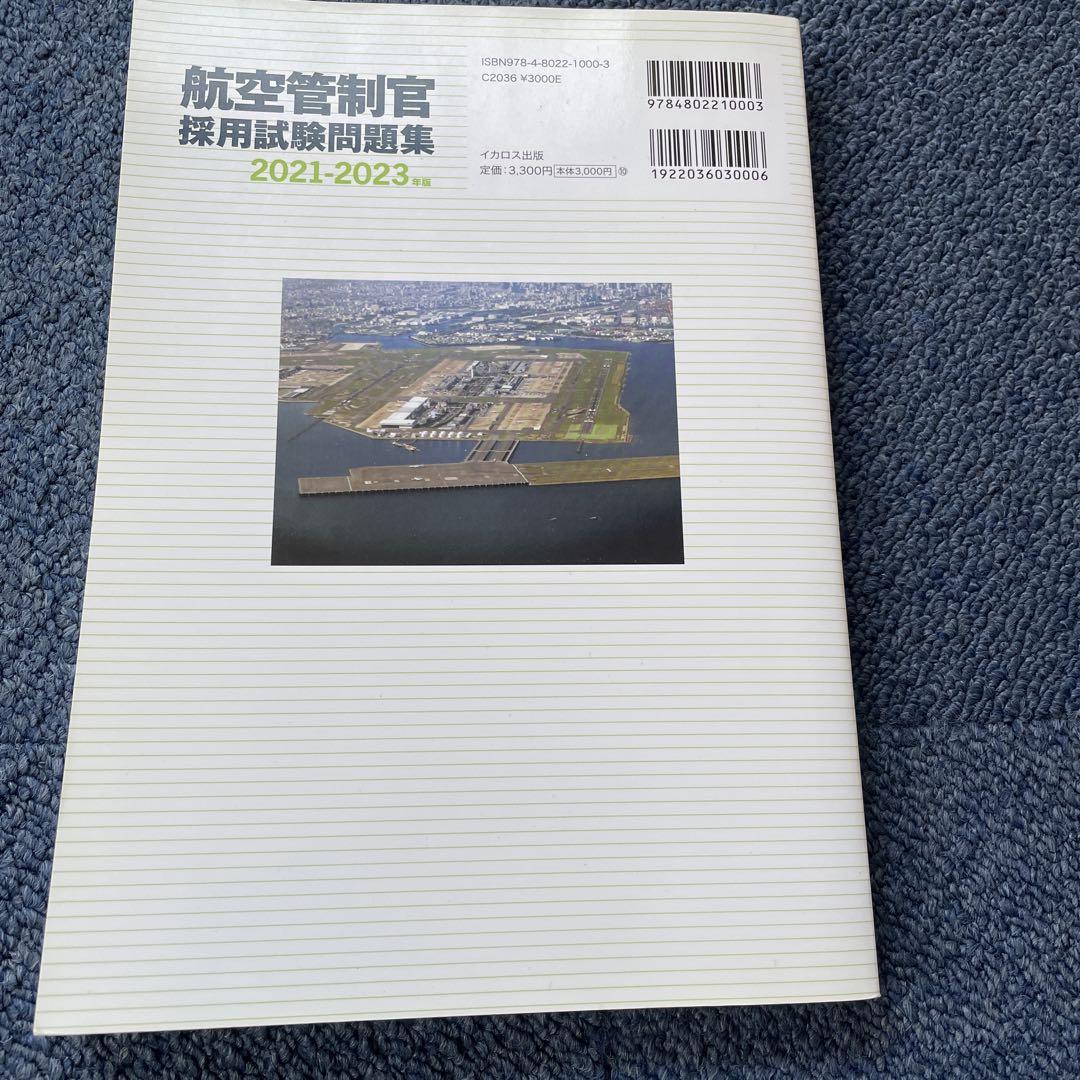 航空管制官
採用試験問題集
2021-2023年版
ISBN978-4-8022-1000-3
C2036 ¥3000E
イカロス出版
定価:3,300円 本体3,000円 ⑩
9784802210003
1922036030006